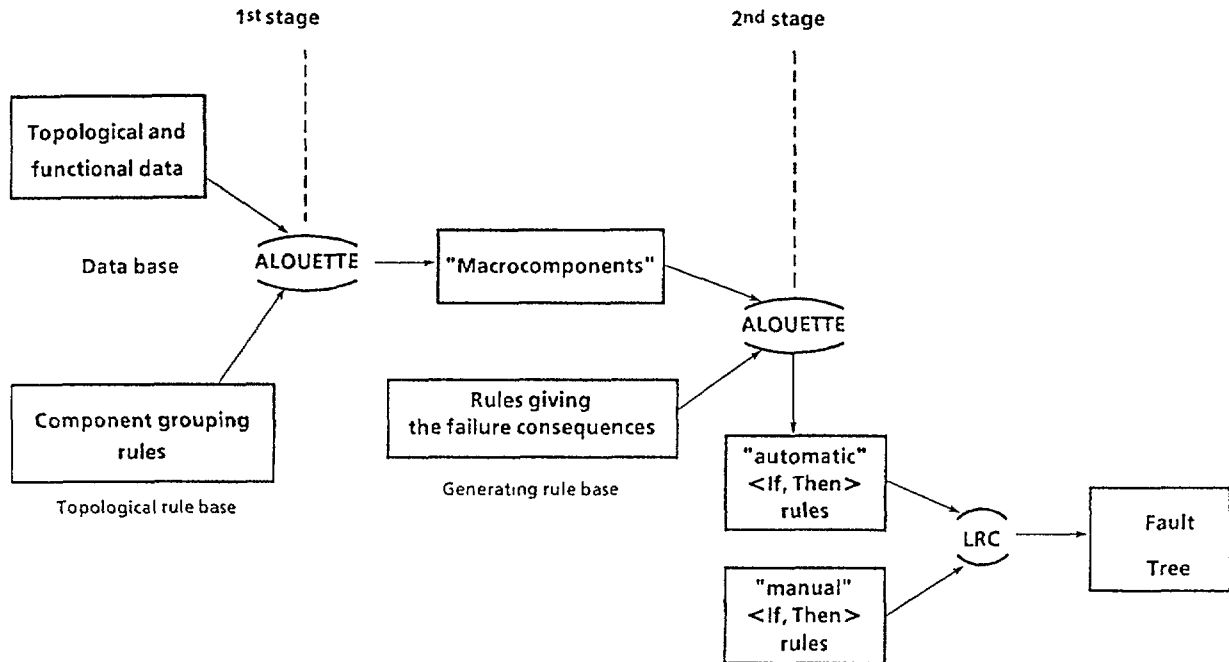 1st stage
2nd stage
Topological and
functional data
Data base
ALOUETTE
"Macrocomponents"
ALOUETTE
Component grouping
rules
Topological rule base
Rules giving
the failure consequences
Generating rule base
"automatic"
<If, Then>
rules
LRC
Fault
Tree
"manual"
<If, Then>
rules